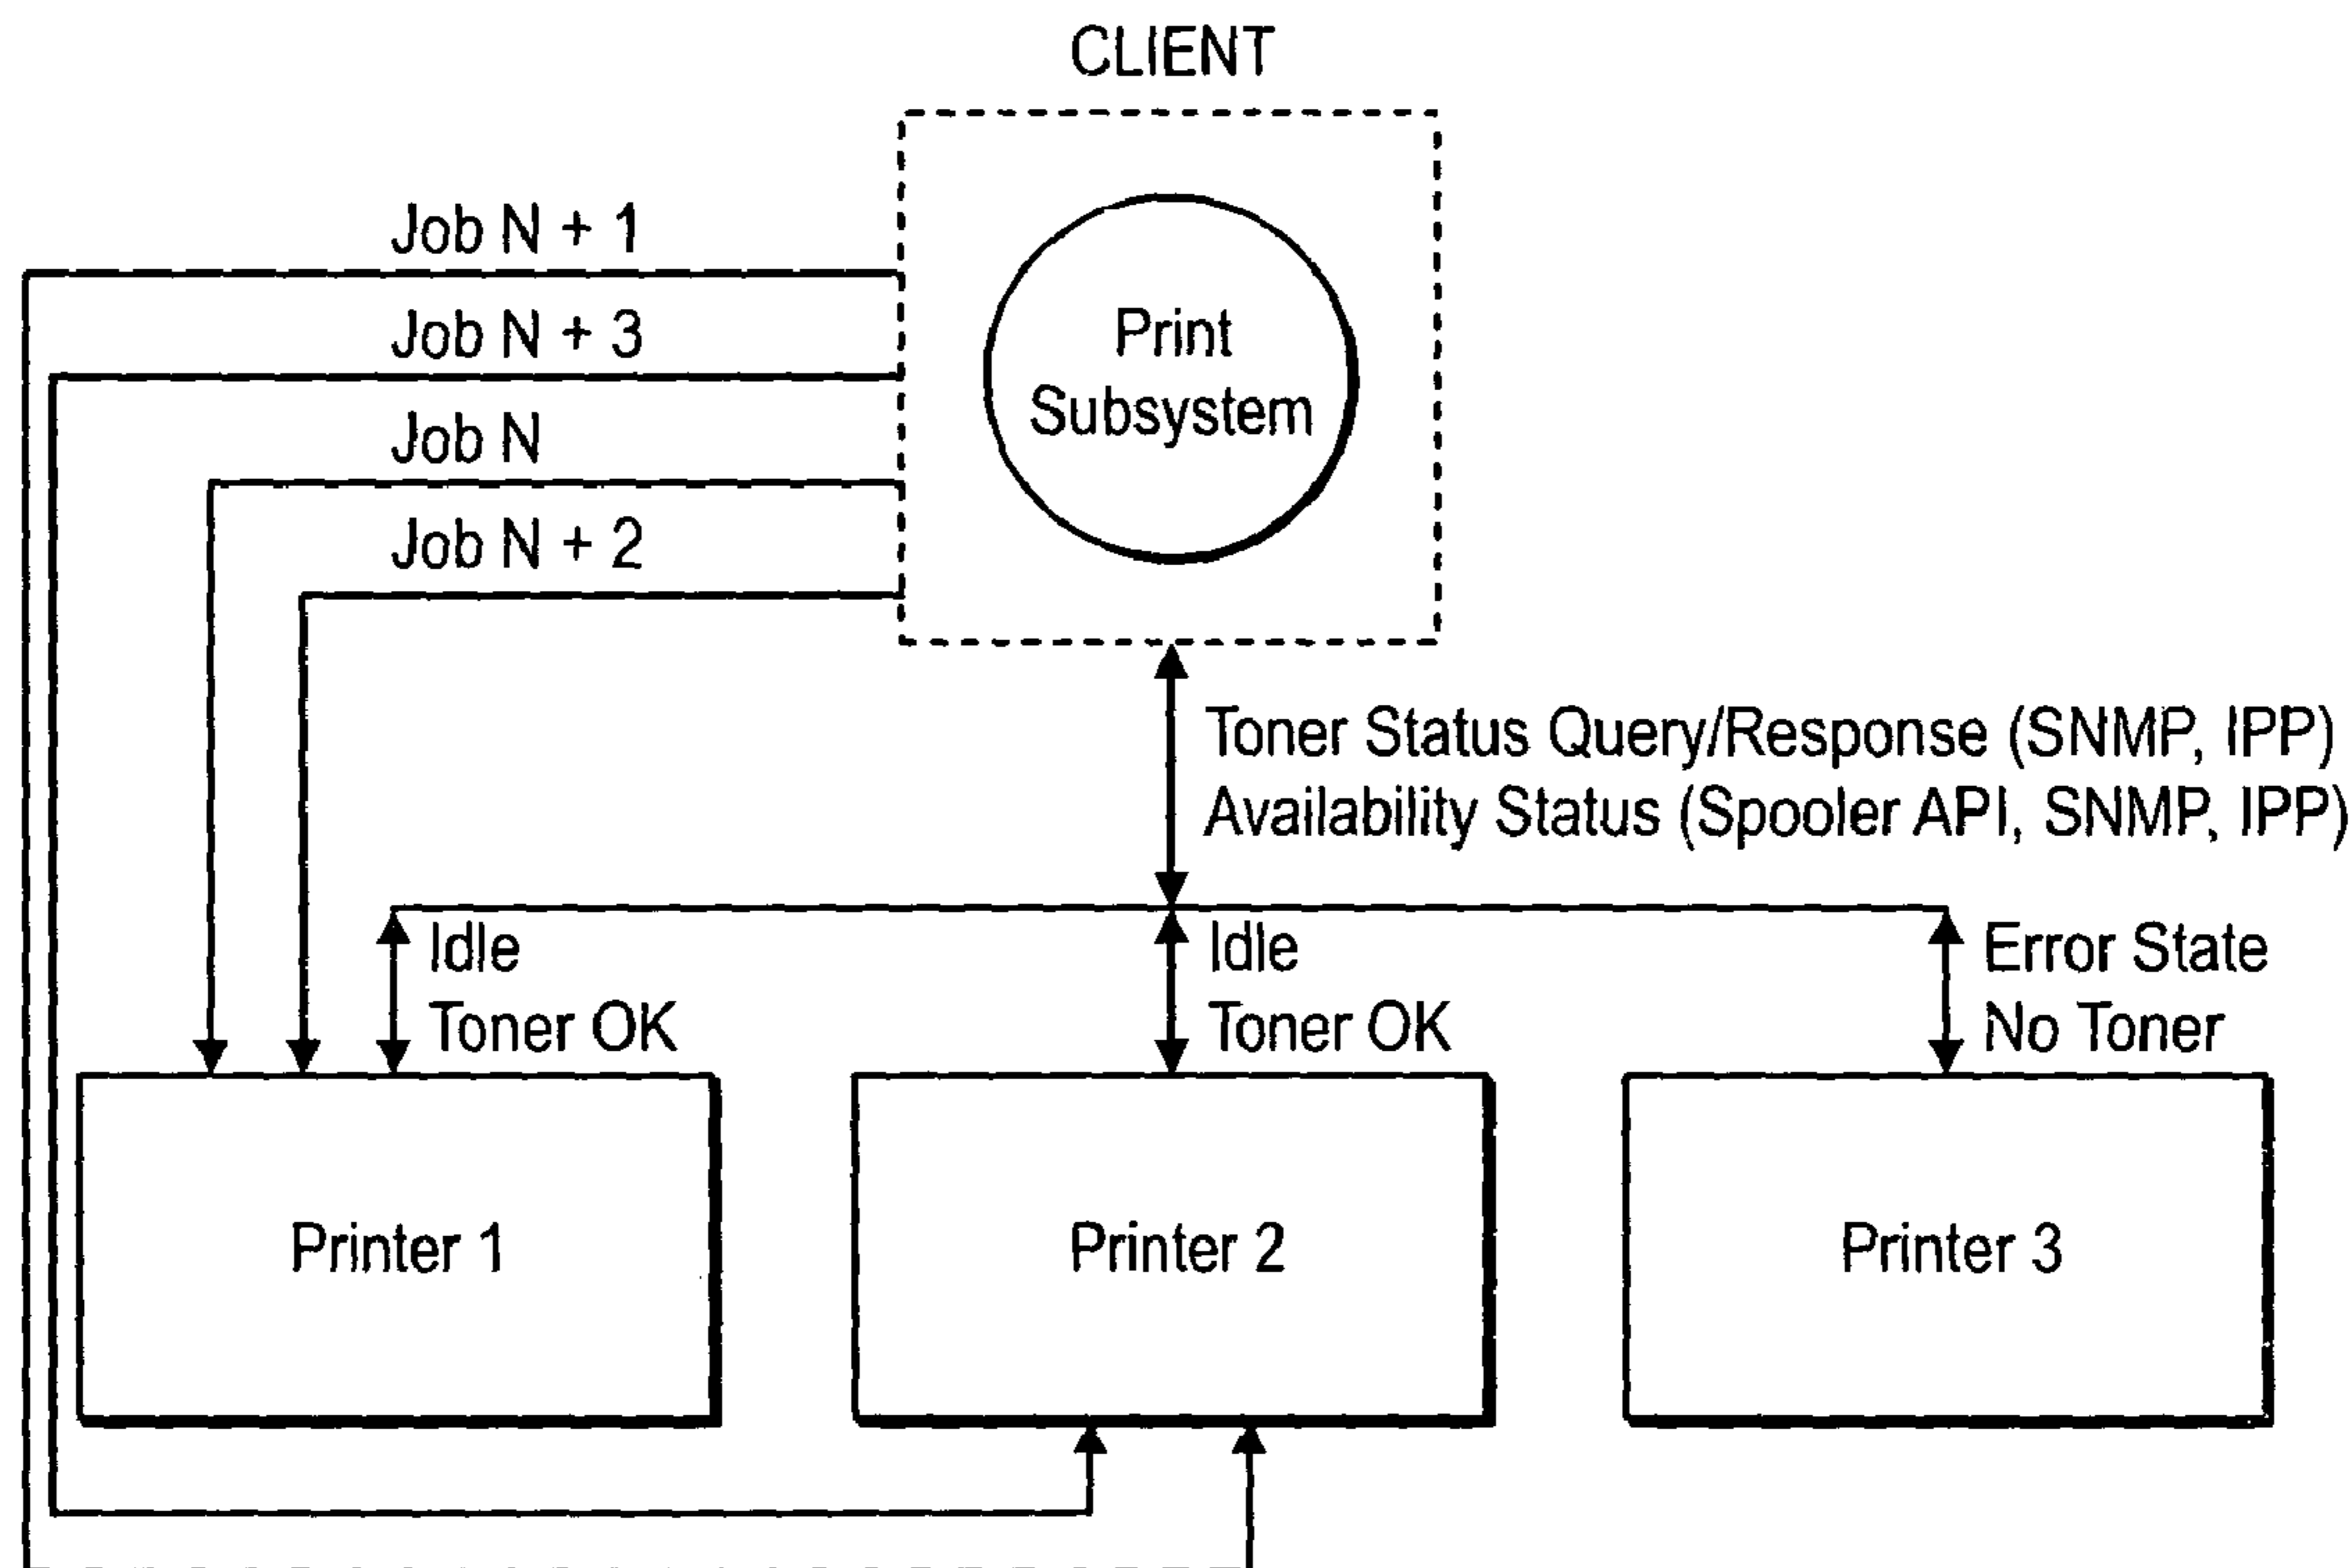 CLIENT
Job N + 1
Job N + 3
Job N
Job N + 2
Print
Subsystem
Toner Status Query/Response (SNMP, IPP)
Availability Status (Spooler API, SNMP, IPP)
Idle
Toner OK
Idle
Toner OK
Error State
No Toner
Printer 1
Printer 2
Printer 3